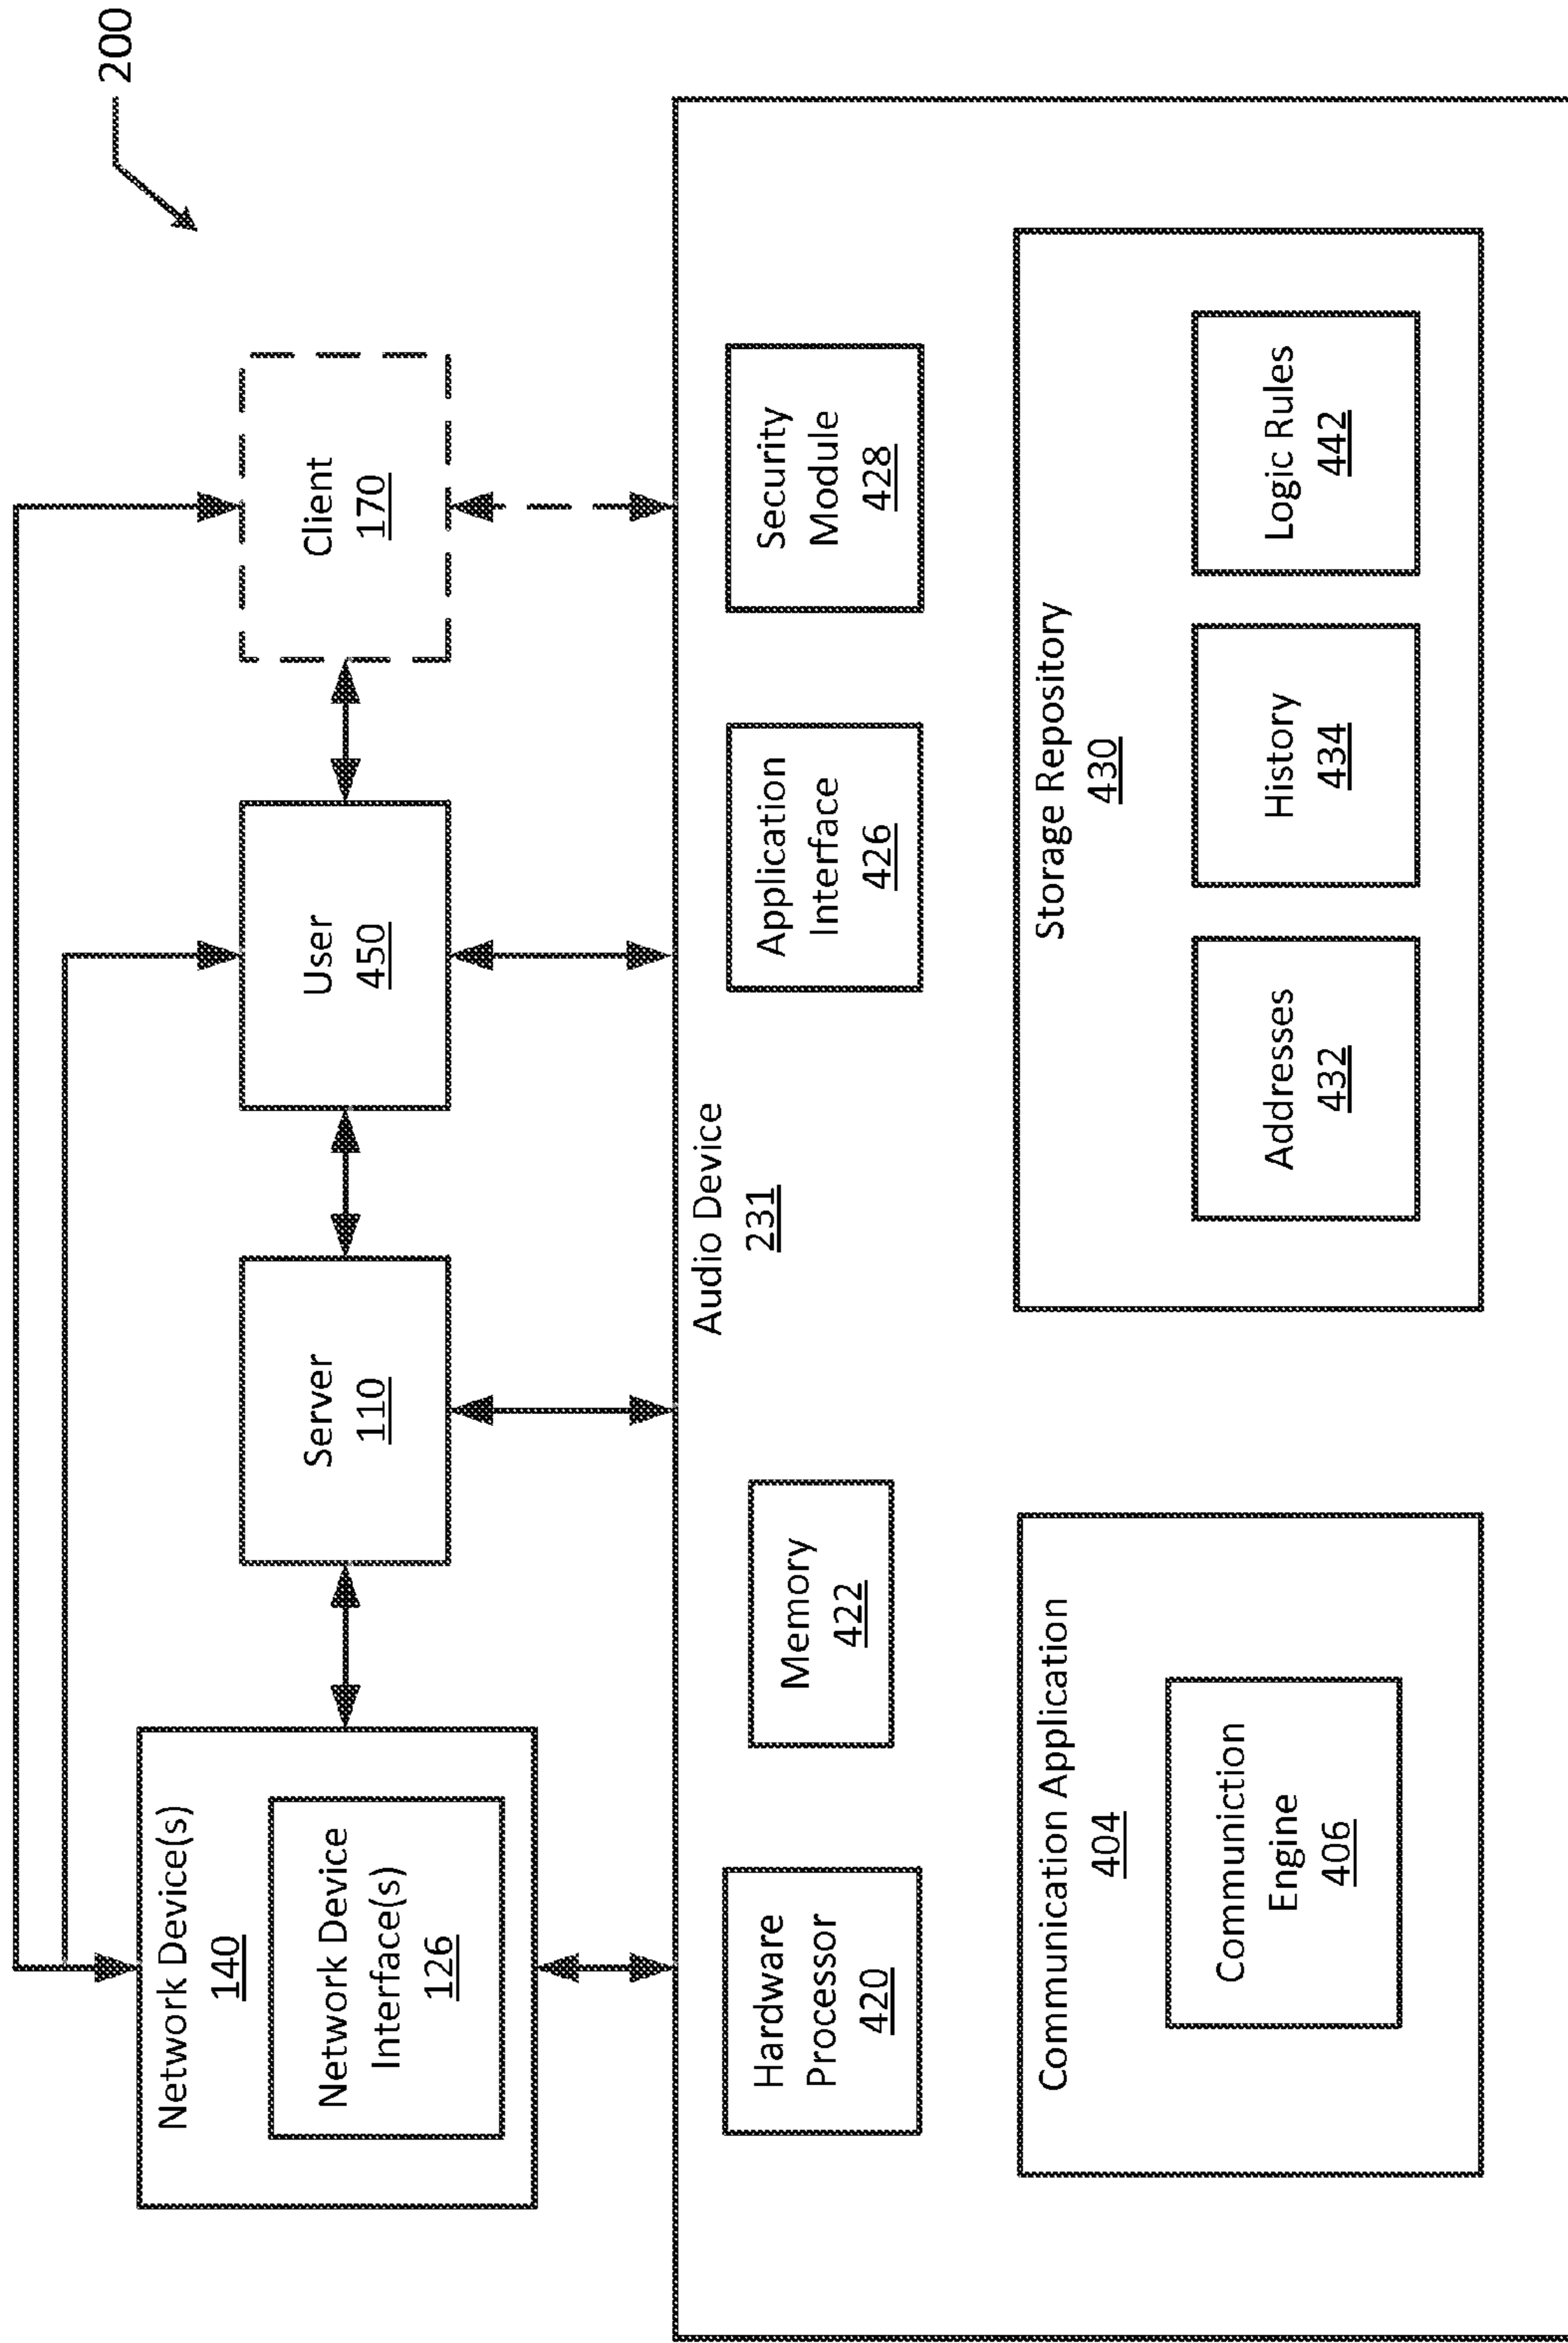 200
Network Device(s)
140
Network Device
Interface(s)
126
Server
110
User
450
Client
170
Audio Device
231
Hardware
Processor
420
Memory
422
Application
Interface
426
Security
Module
428
Communication Application
404
Communiction
Engine
406
Storage Repository
430
Addresses
432
History
434
Logic Rules
442